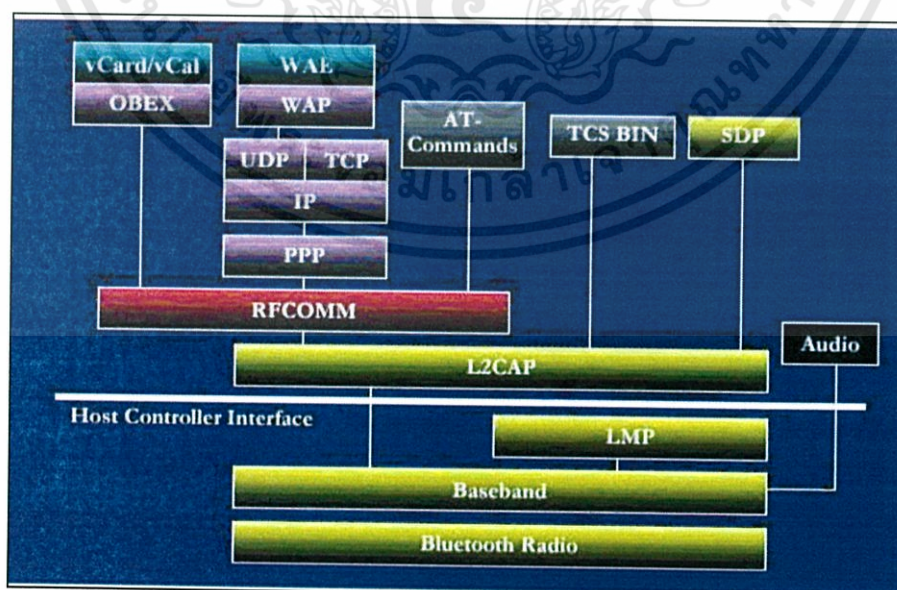 vCard/vCal
OBEX
WAE
WAP
UDP
TCP
IP
PPP
AT-
Commands
TCS BIN
SDP
RFCOMM
Audio
L2CAP
Host Controller Interface
LMP
Baseband
Bluetooth Radio